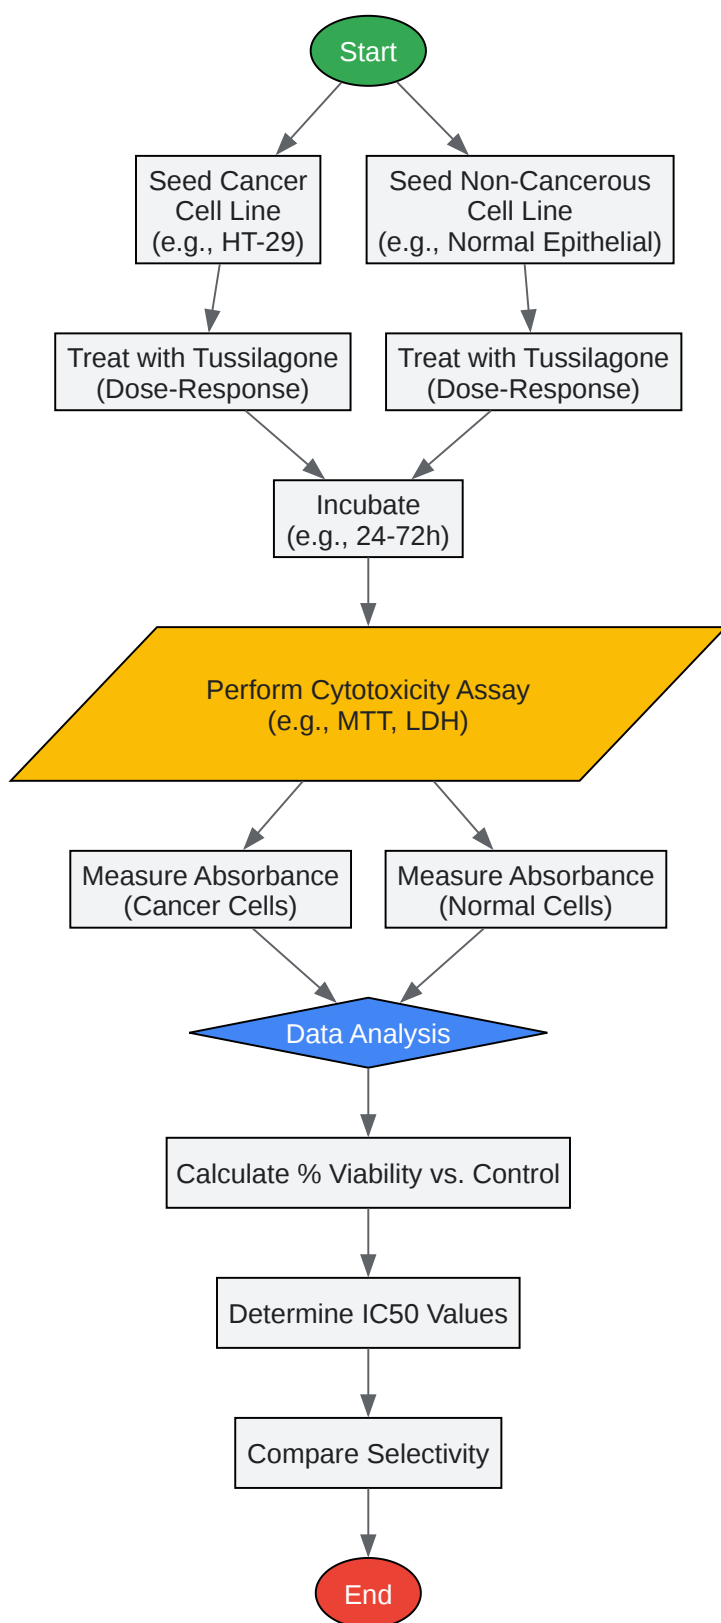 Start
Seed Cancer
Cell Line
(e.g., HT-29)
Seed Non-Cancerous
Cell Line
(e.g., Normal Epithelial)
Treat with Tussilagone
(Dose-Response)
Treat with Tussilagone
(Dose-Response)
Incubate
(e.g., 24-72h)
Perform Cytotoxicity Assay
(e.g., MTT, LDH)
Measure Absorbance
(Cancer Cells)
Measure Absorbance
(Normal Cells)
Data Analysis
Calculate % Viability vs. Control
Determine IC50 Values
Compare Selectivity
End